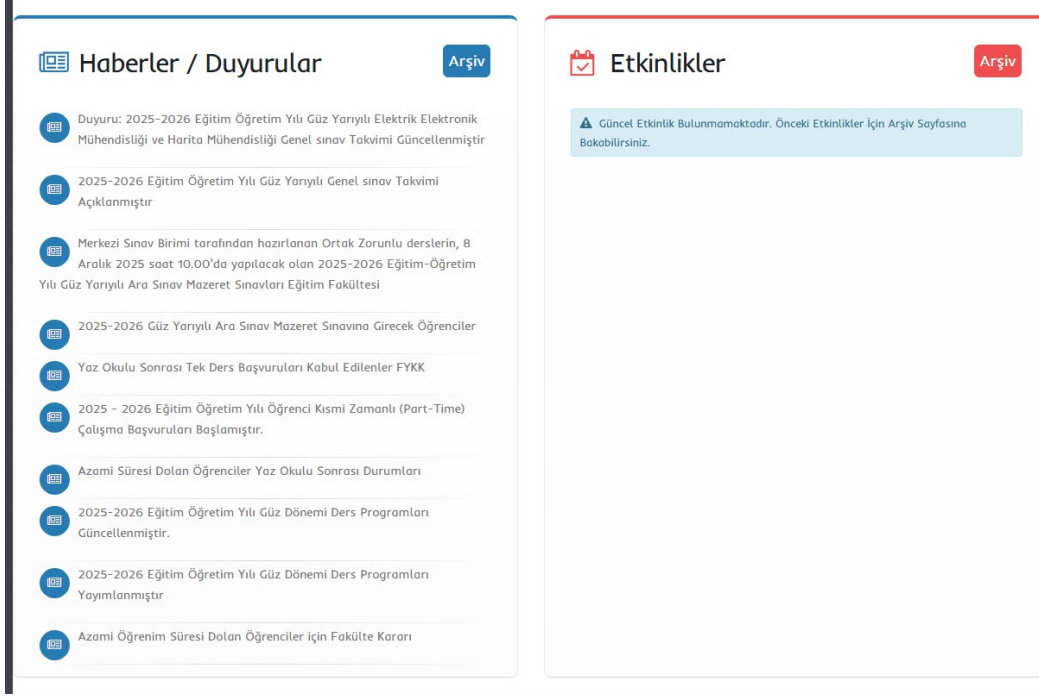 Haberler / Duyurular
Arşiv
Duyuru: 2025-2026 Eğitim Öğretim Yılı Güz Yarıyılı Elektrik Elektronik
Mühendisliği ve Harita Mühendisliği Genel sınav Takvimi Güncellenmiştir
2025-2026 Eğitim Öğretim Yılı Güz Yarıyılı Genel sınav Takvimi
Açıklanmıştır
Merkezi Sınav Birimi tarafından hazırlanan Ortak Zorunlu derslerin, 8
Aralık 2025 saat 10.00'da yapılacak olan 2025-2026 Eğitim-Öğretim
Yılı Güz Yarıyılı Ara Sınav Mazeret Sınavları Eğitim Fakültesi
2025-2026 Güz Yarıyılı Ara Sınav Mazeret Sınavına Girecek Öğrenciler
Yaz Okulu Sonrası Tek Ders Başvuruları Kabul Edilenler FYKK
2025 - 2026 Eğitim Öğretim Yılı Öğrenci Kısmi Zamanlı (Part-Time)
Çalışma Başvuruları Başlamıştır.
Azami Süresi Dolan Öğrenciler Yaz Okulu Sonrası Durumları
2025-2026 Eğitim Öğretim Yılı Güz Dönemi Ders Programları
Güncellenmiştir.
2025-2026 Eğitim Öğretim Yılı Güz Dönemi Ders Programları
Yayımlanmıştır
Azami Öğrenim Süresi Dolan Öğrenciler için Fakülte Kararı
Etkinlikler
Arşiv
Güncel Etkinlik Bulunmamaktadır. Önceki Etkinlikler İçin Arşiv Sayfasına
Bakabilirsiniz.